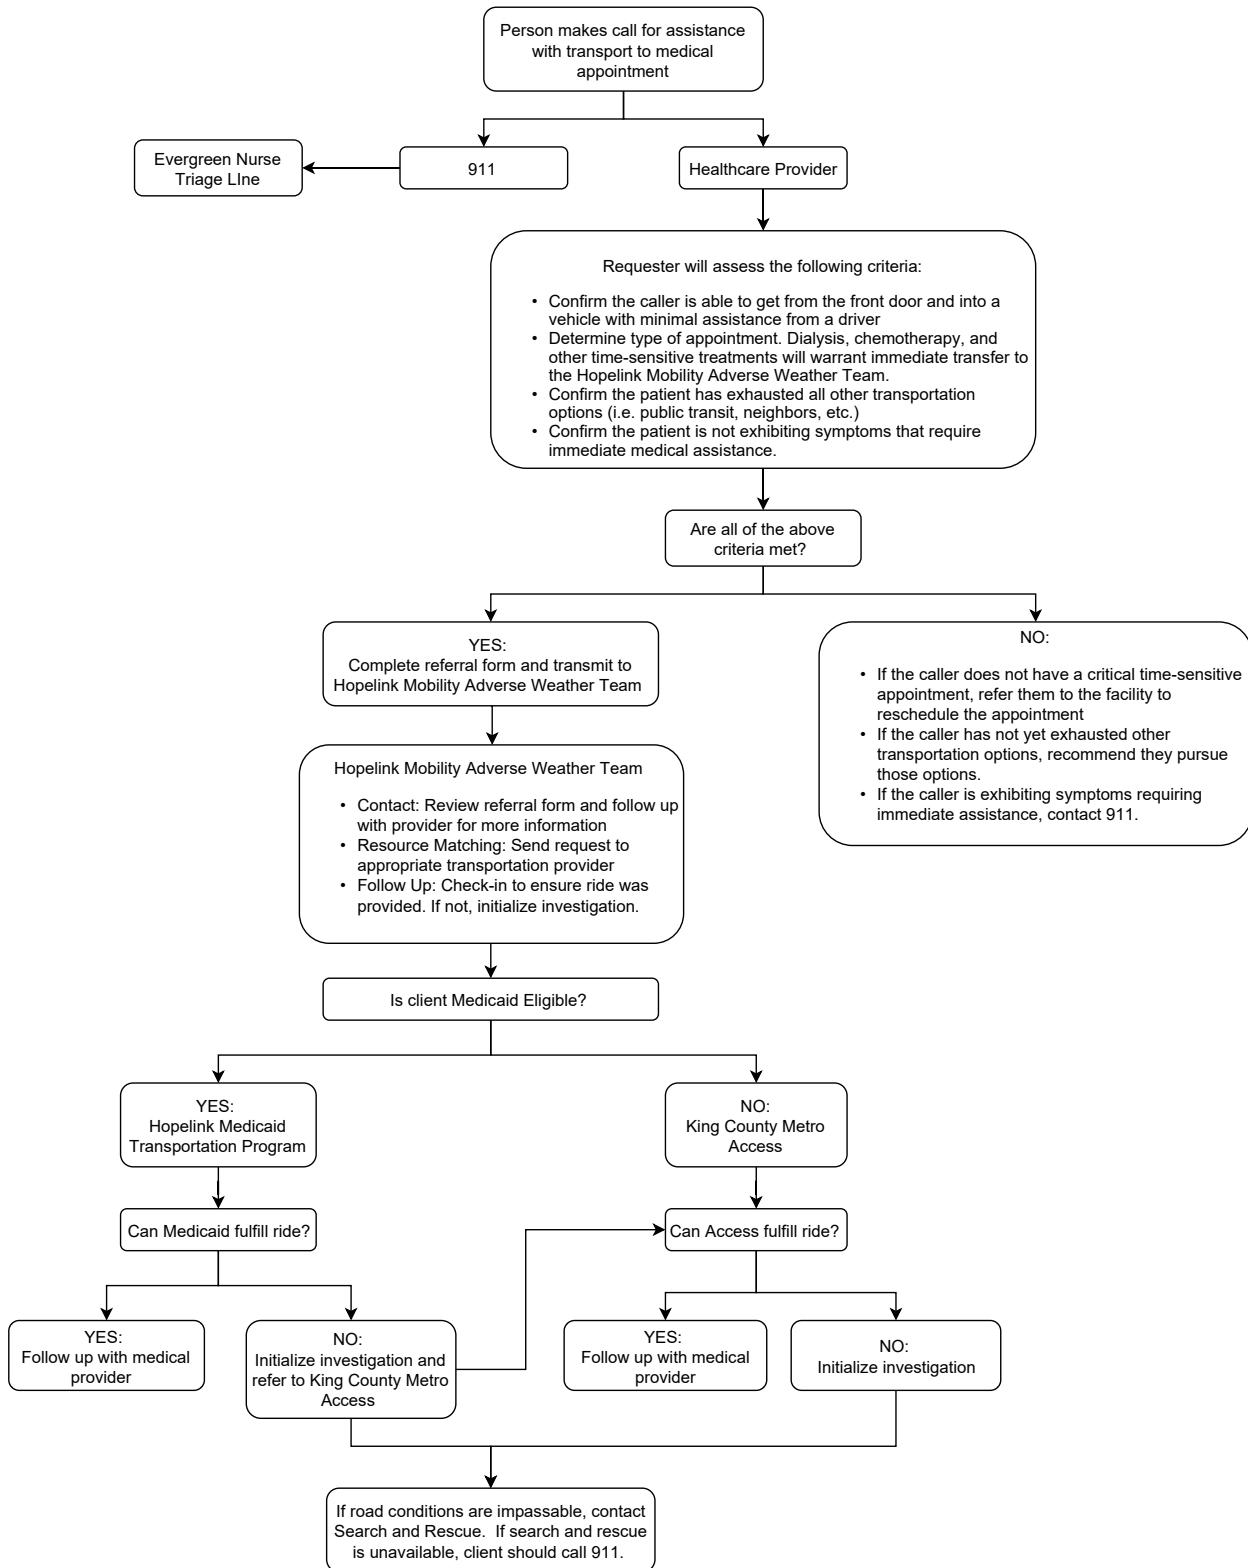 Person makes call for assistance
with transport to medical
appointment
Evergreen Nurse
Triage LIne
911
Healthcare Provider
Requester will assess the following criteria:
• Confirm the caller is able to get from the front door and into a
vehicle with minimal assistance from a driver
• Determine type of appointment. Dialysis, chemotherapy, and
other time-sensitive treatments will warrant immediate transfer to
the Hopelink Mobility Adverse Weather Team.
• Confirm the patient has exhausted all other transportation
options (i.e. public transit, neighbors, etc.)
• Confirm the patient is not exhibiting symptoms that require
immediate medical assistance.
Are all of the above
criteria met?
YES:
Complete referral form and transmit to
Hopelink Mobility Adverse Weather Team
NO:
• If the caller does not have a critical time-sensitive
appointment, refer them to the facility to
reschedule the appointment
• If the caller has not yet exhausted other
transportation options, recommend they pursue
those options.
• If the caller is exhibiting symptoms requiring
immediate assistance, contact 911.
Hopelink Mobility Adverse Weather Team
• Contact: Review referral form and follow up
with provider for more information
• Resource Matching: Send request to
appropriate transportation provider
• Follow Up: Check-in to ensure ride was
provided. If not, initialize investigation.
Is client Medicaid Eligible?
YES:
Hopelink Medicaid
Transportation Program
NO:
King County Metro
Access
Can Medicaid fulfill ride?
Can Access fulfill ride?
YES:
Follow up with medical
provider
NO:
Initialize investigation and
refer to King County Metro
Access
YES:
Follow up with medical
provider
NO:
Initialize investigation
If road conditions are impassable, contact
Search and Rescue. If search and rescue
is unavailable, client should call 911.